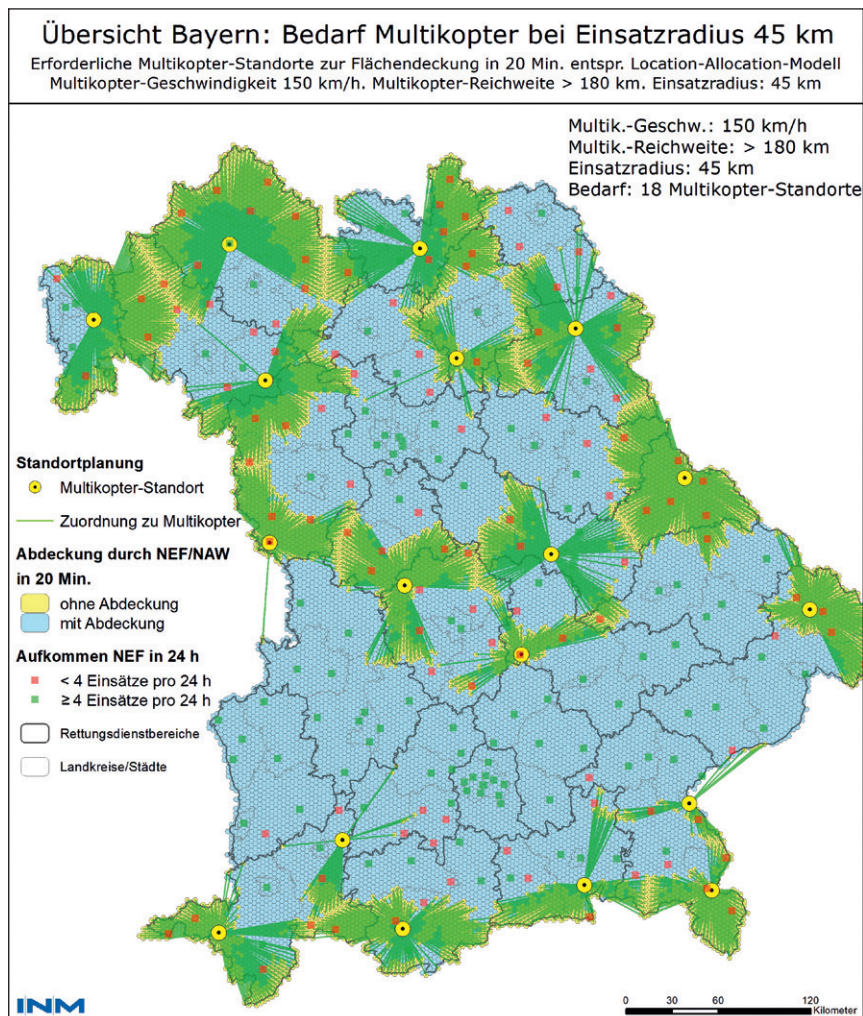 Übersicht Bayern: Bedarf Multikopter bei Einsatzradius 45 km
Erforderliche Multikopter-Standorte zur Flächendeckung in 20 Min. entspr. Location-Allocation-Modell
Multikopter-Geschwindigkeit 150 km/h. Multikopter-Reichweite > 180 km. Einsatzradius: 45 km
Multik.-Geschw.: 150 km/h
Multik.-Reichweite: > 180 km
Einsatzradius: 45 km
Bedarf: 18 Multikopter-Standorte
Standortplanung
Multikopter-Standort
Zuordnung zu Multikopter
Abdeckung durch NEF/NAW
in 20 Min.
ohne Abdeckung
mit Abdeckung
Aufkommen NEF in 24 h
< 4 Einsätze pro 24 h
≥ 4 Einsätze pro 24 h
Rettungsdienstbereiche
Landkreise/Städte
INM
0 30 60 120
Kilometer